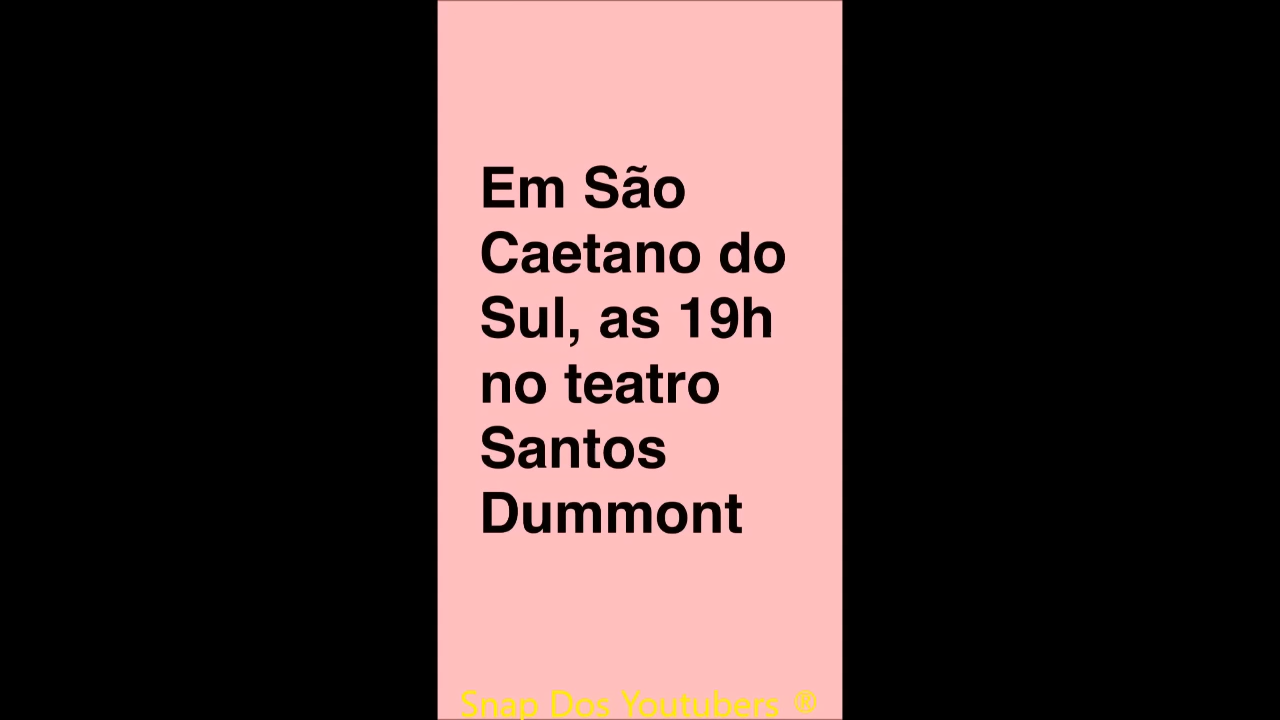 Em São
Caetano do
Sul, as 19h
no teatro
Santos
Dummont
Snap Dos Youtubers ®